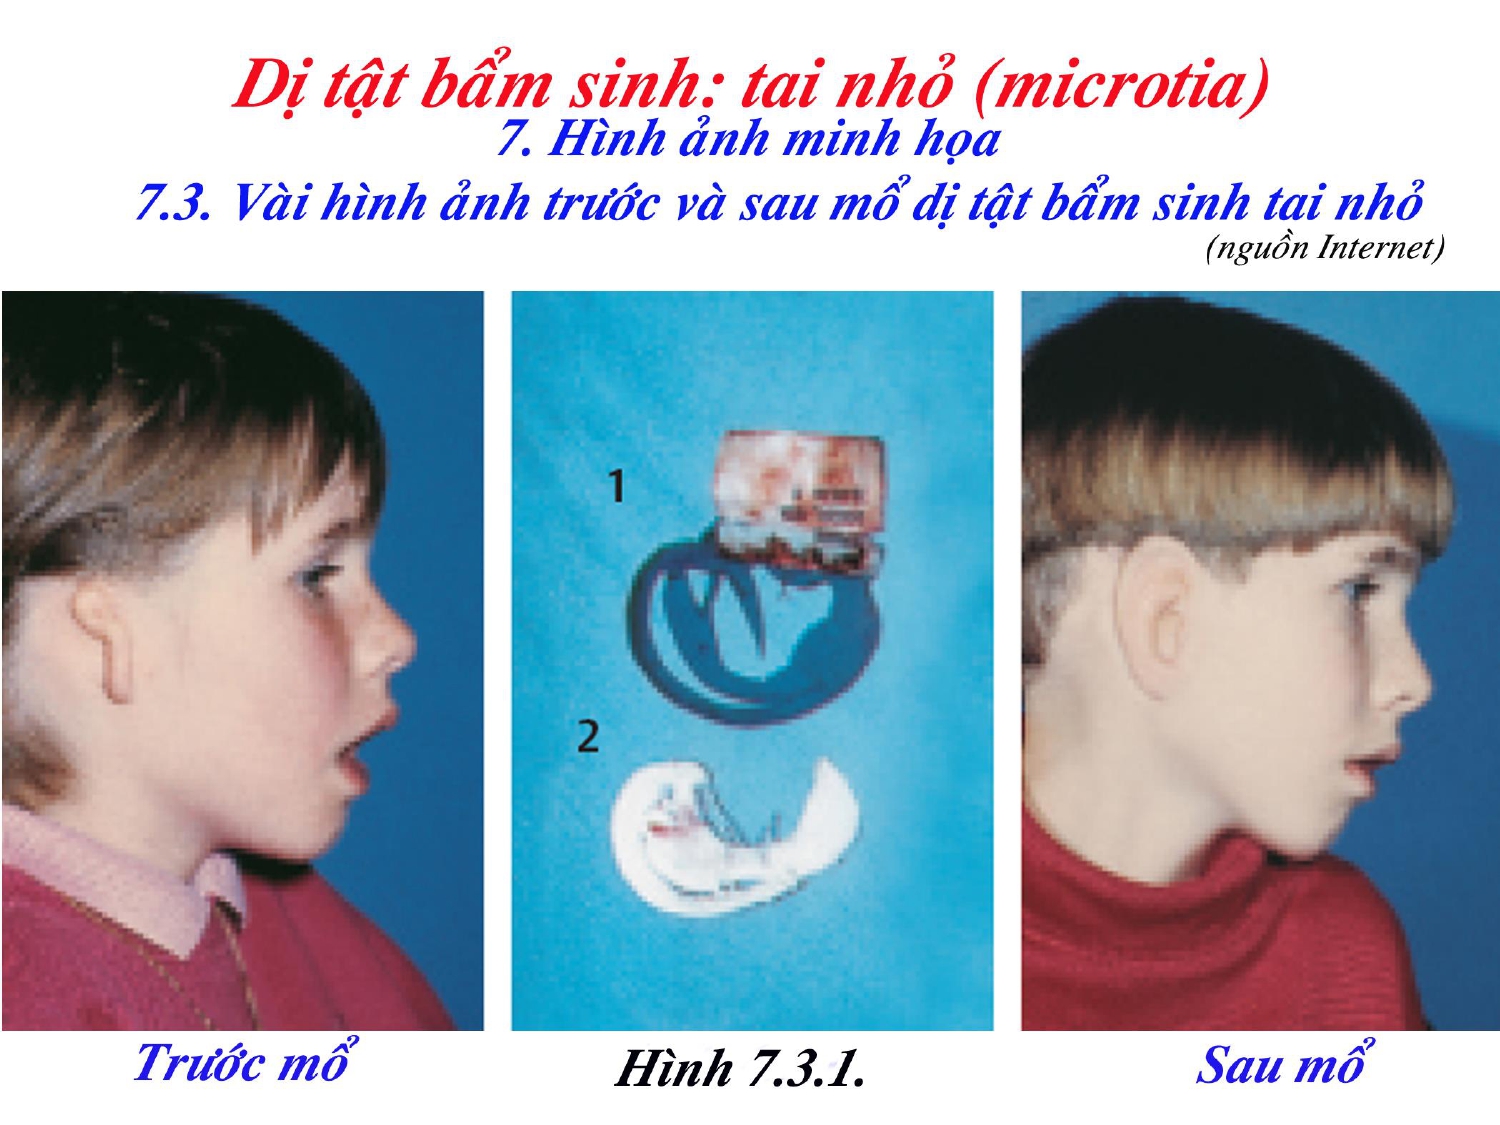 Dị tật bẩm sinh: tai nhỏ (microtia)
7. Hình ảnh minh họa
7.3. Vài hình ảnh trước và sau mổ dị tật bẩm sinh tai nhỏ
(nguồn Internet)
1
2
Trước mổ
Hình 7.3.1.
Sau mổ